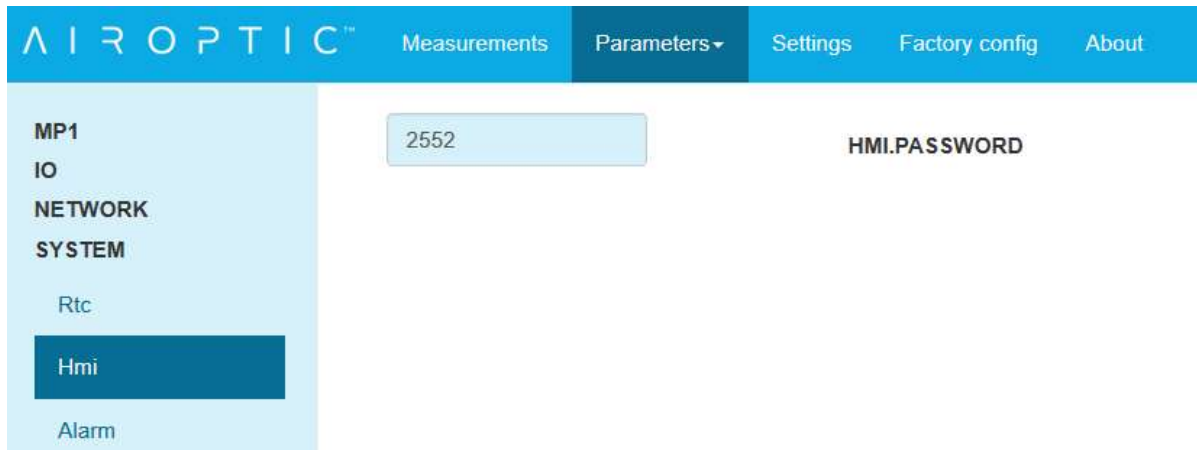 AIROPTIC™ Measurements Parameters Settings Factory config About
MP1
2552 HMI.PASSWORD
IO
NETWORK
SYSTEM
Rtc
Hmi
Alarm